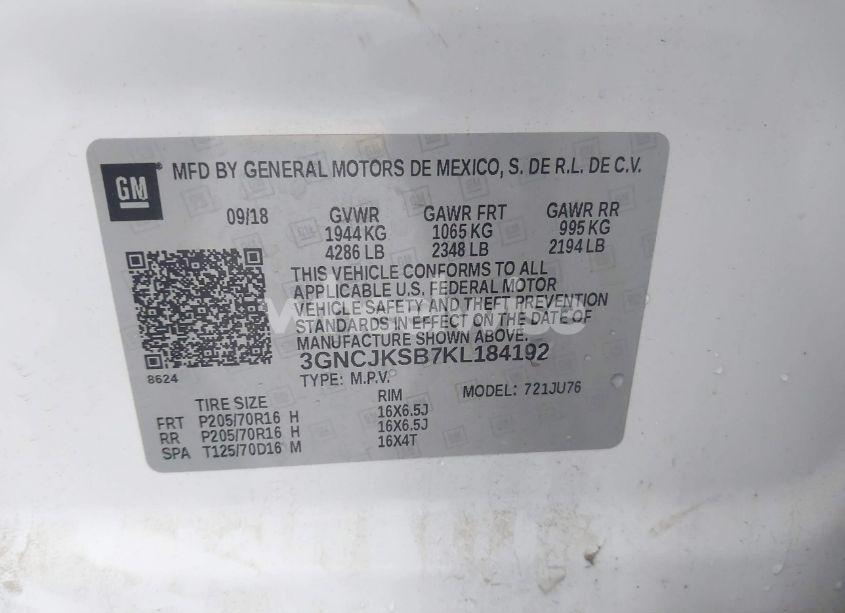 GM
MFD BY GENERAL MOTORS DE MEXICO, S. DE R.L. DE C.V.
09/18 GVWR GAWR FRT GAWR RR
1944 KG 1065 KG 995 KG
4286 LB 2348 LB 2194 LB
THIS VEHICLE CONFORMS TO ALL
APPLICABLE U.S. FEDERAL MOTOR
VEHICLE SAFETY AND THEFT PREVENTION
STANDARDS IN EFFECT ON THE DATE OF
MANUFACTURE SHOWN ABOVE.
3GNCJKSB7KL184192
8624
TYPE: M.P.V. MODEL: 721JU76
TIRE SIZE RIM
FRT P205/70R16 H 16X6.5J
RR P205/70R16 H 16X6.5J
SPA T125/70D16 M 16X4T